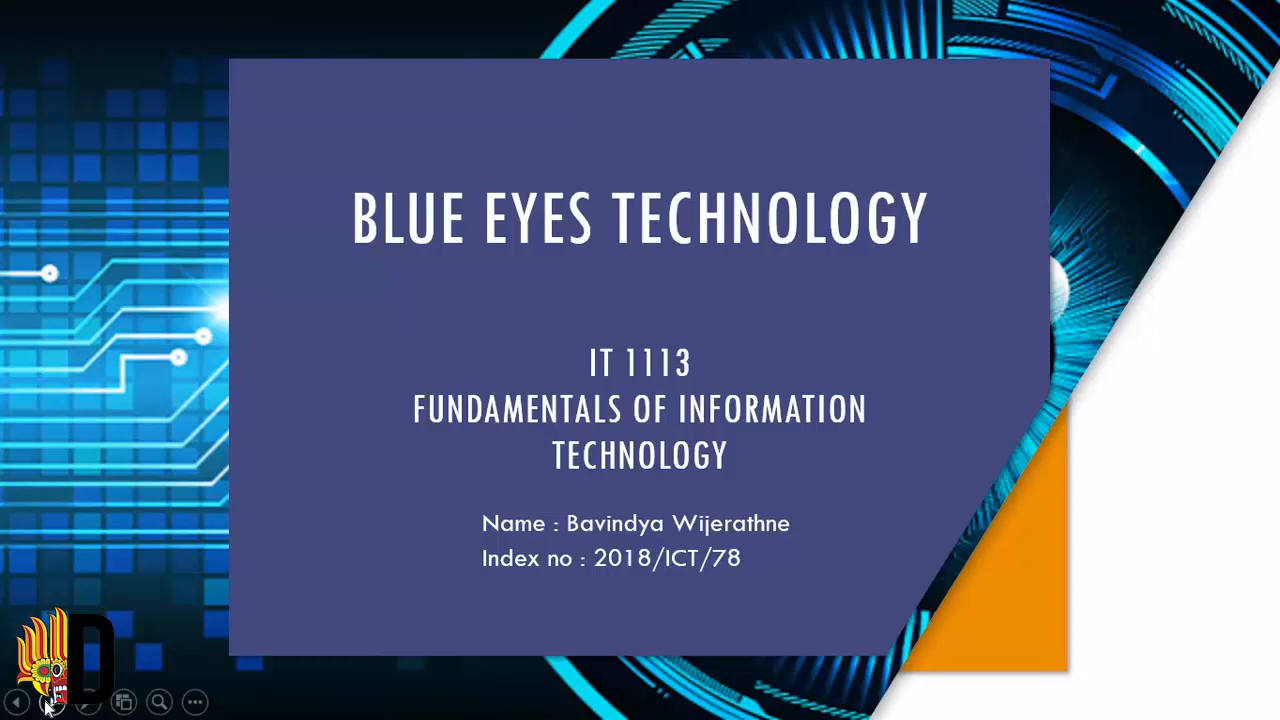 BLUE EYES TECHNOLOGY
IT 1113
FUNDAMENTALS OF INFORMATION
TECHNOLOGY
Name : Bavindya Wijerathne
Index no : 2018/ICT/78
D